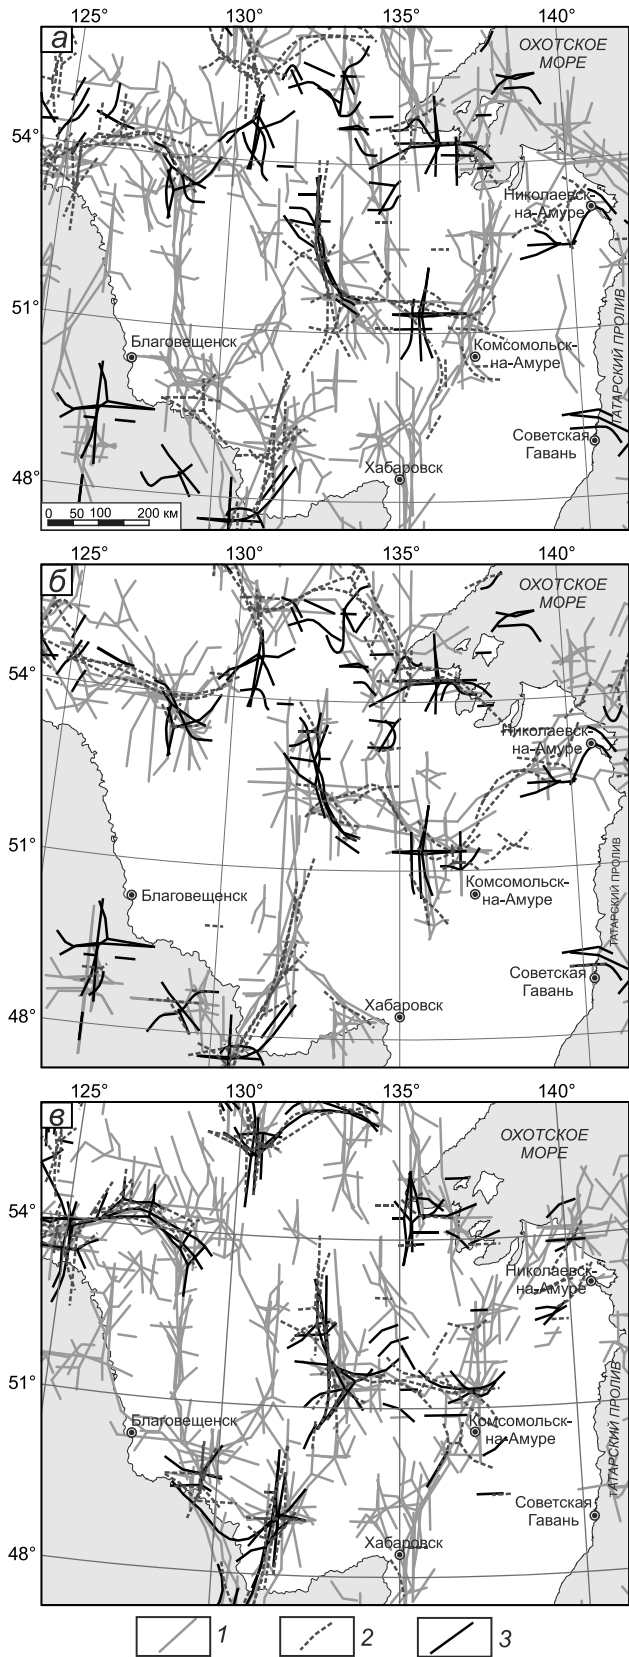 125° 130° 135° 140°
а
ОХОТСКОЕ
МОРЕ
54°
Николаевск-
на-Амуре
51°
Благовещенск
Комсомольск-
на-Амуре
ТАТАРСКИЙ ПРОЛИВ
Советская
Гавань
48°
Хабаровск
0 50 100 200 км
125° 130° 135° 140°
б
ОХОТСКОЕ
МОРЕ
54°
Николаевск-
на-Амуре
51°
Благовещенск
Комсомольск-
на-Амуре
ТАТАРСКИЙ ПРОЛИВ
Советская
Гавань
48°
Хабаровск
125° 130° 135° 140°
в
ОХОТСКОЕ
МОРЕ
54°
Николаевск-
на-Амуре
51°
Благовещенск
Комсомольск-
на-Амуре
ТАТАРСКИЙ ПРОЛИВ
Советская
Гавань
48°
Хабаровск
1 2 3